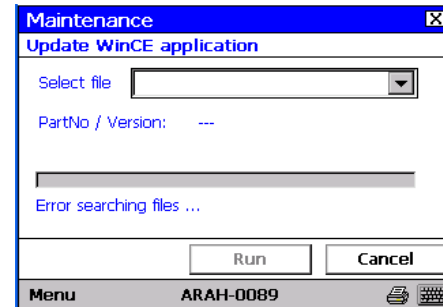 Maintenance
Update WinCE application
Select file
PartNo / Version: ---
Error searching files ...
Run Cancel
Menu ARAH-0089